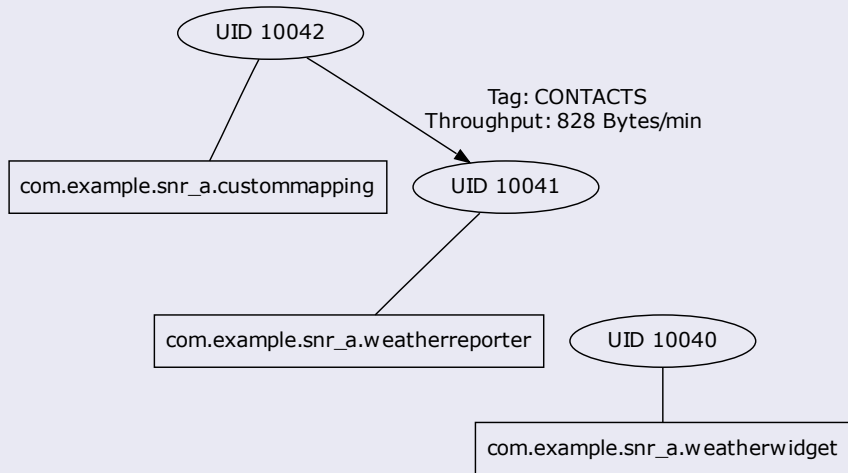 UID 10042
Tag: CONTACTS
Throughput: 828 Bytes/min
com.example.snr_a.custommapping
UID 10041
com.example.snr_a.weatherreporter
UID 10040
com.example.snr_a.weatherwidget